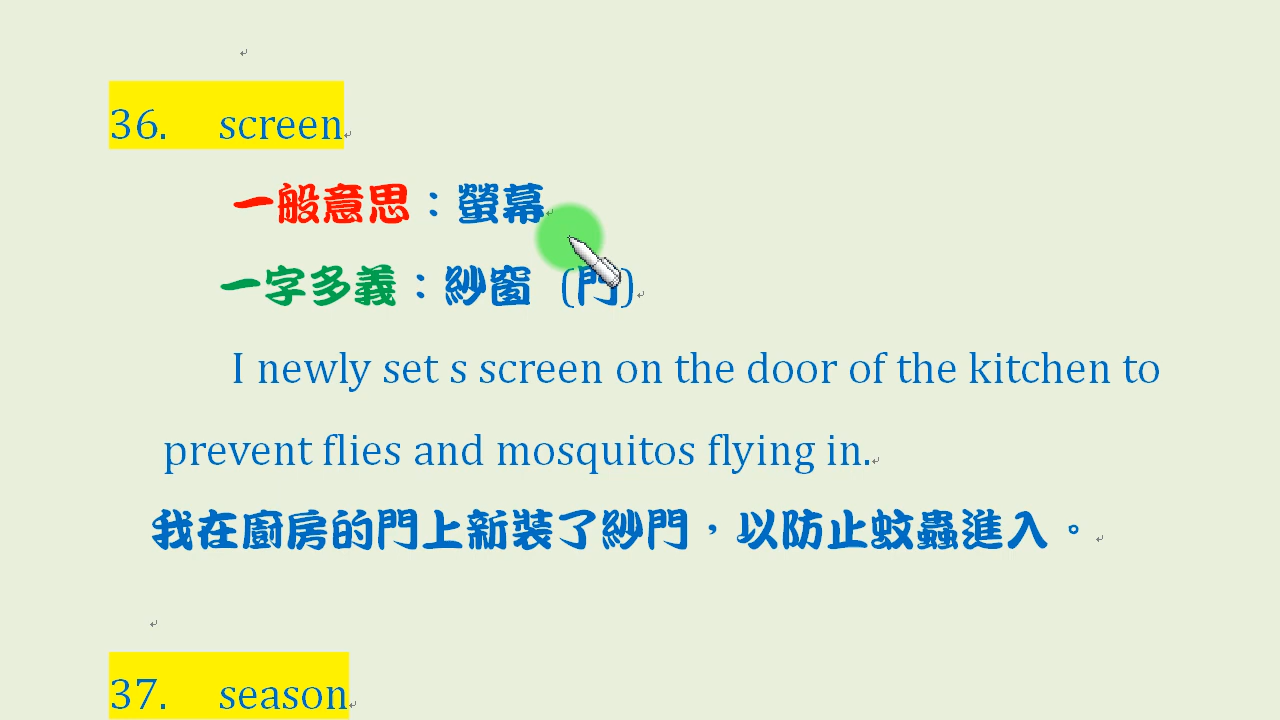 36. screen
一般意思：螢幕
一字多義：紗窗 (門)
I newly set s screen on the door of the kitchen to
prevent flies and mosquitos flying in.
我在廚房的門上新裝了紗門，以防止蚊蟲進入。
37. season